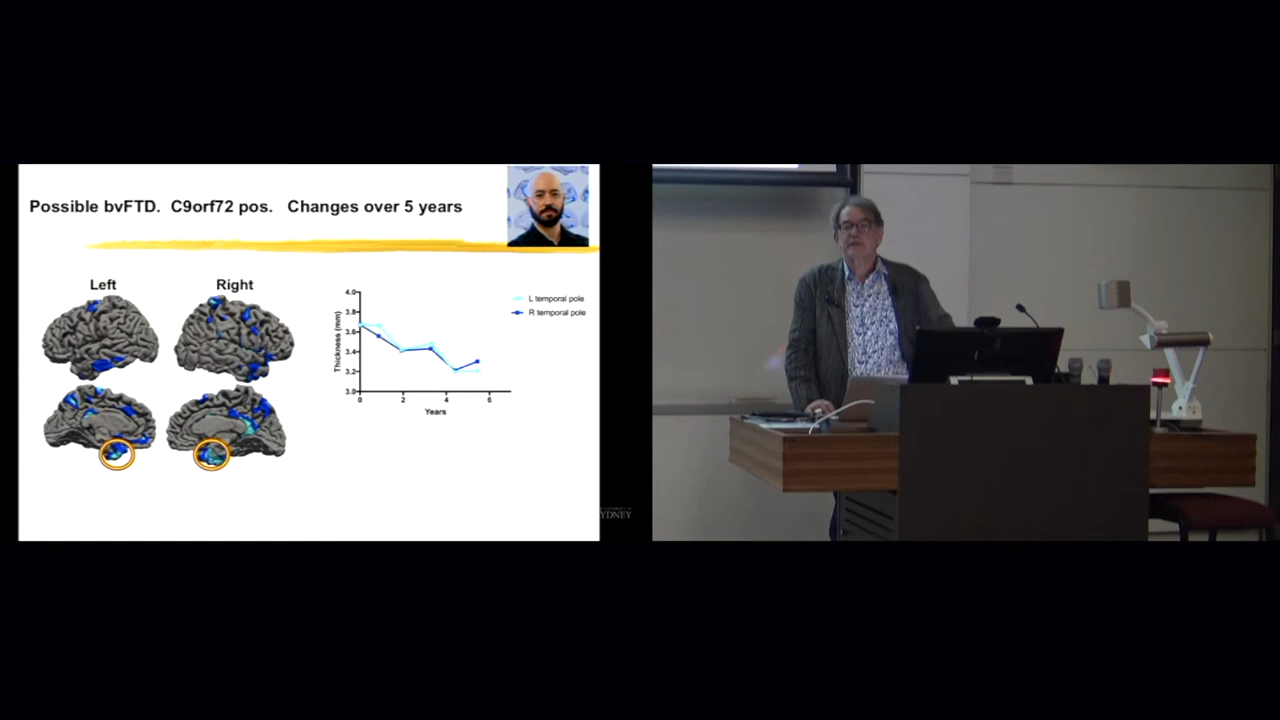 Possible bvFTD.  C9orf72 pos.   Changes over 5 years
Left
Right
4.0
3.8
3.6
3.4
3.2
3.0
Thickness (mm)
0
2
4
6
Years
L temporal pole
R temporal pole
YDNEY